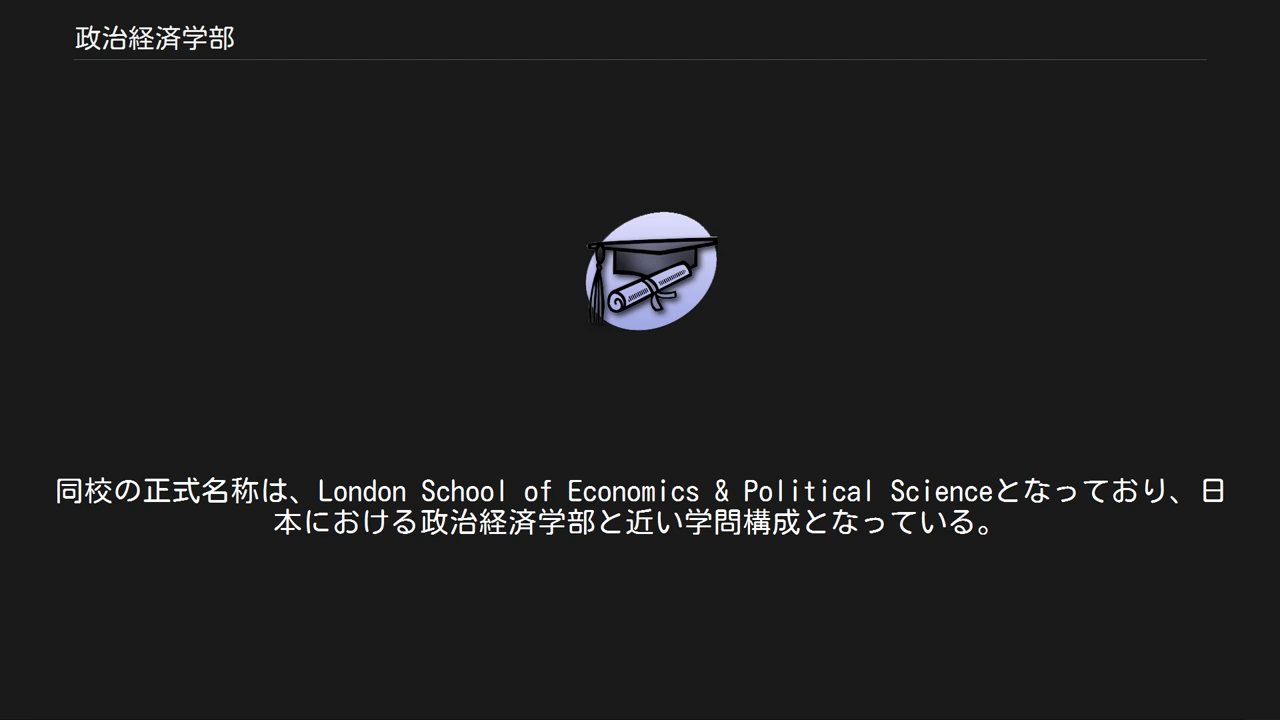 政治経済学部
同校の正式名称は、London School of Economics & Political Scienceとなっており、日
本における政治経済学部と近い学問構成となっている。